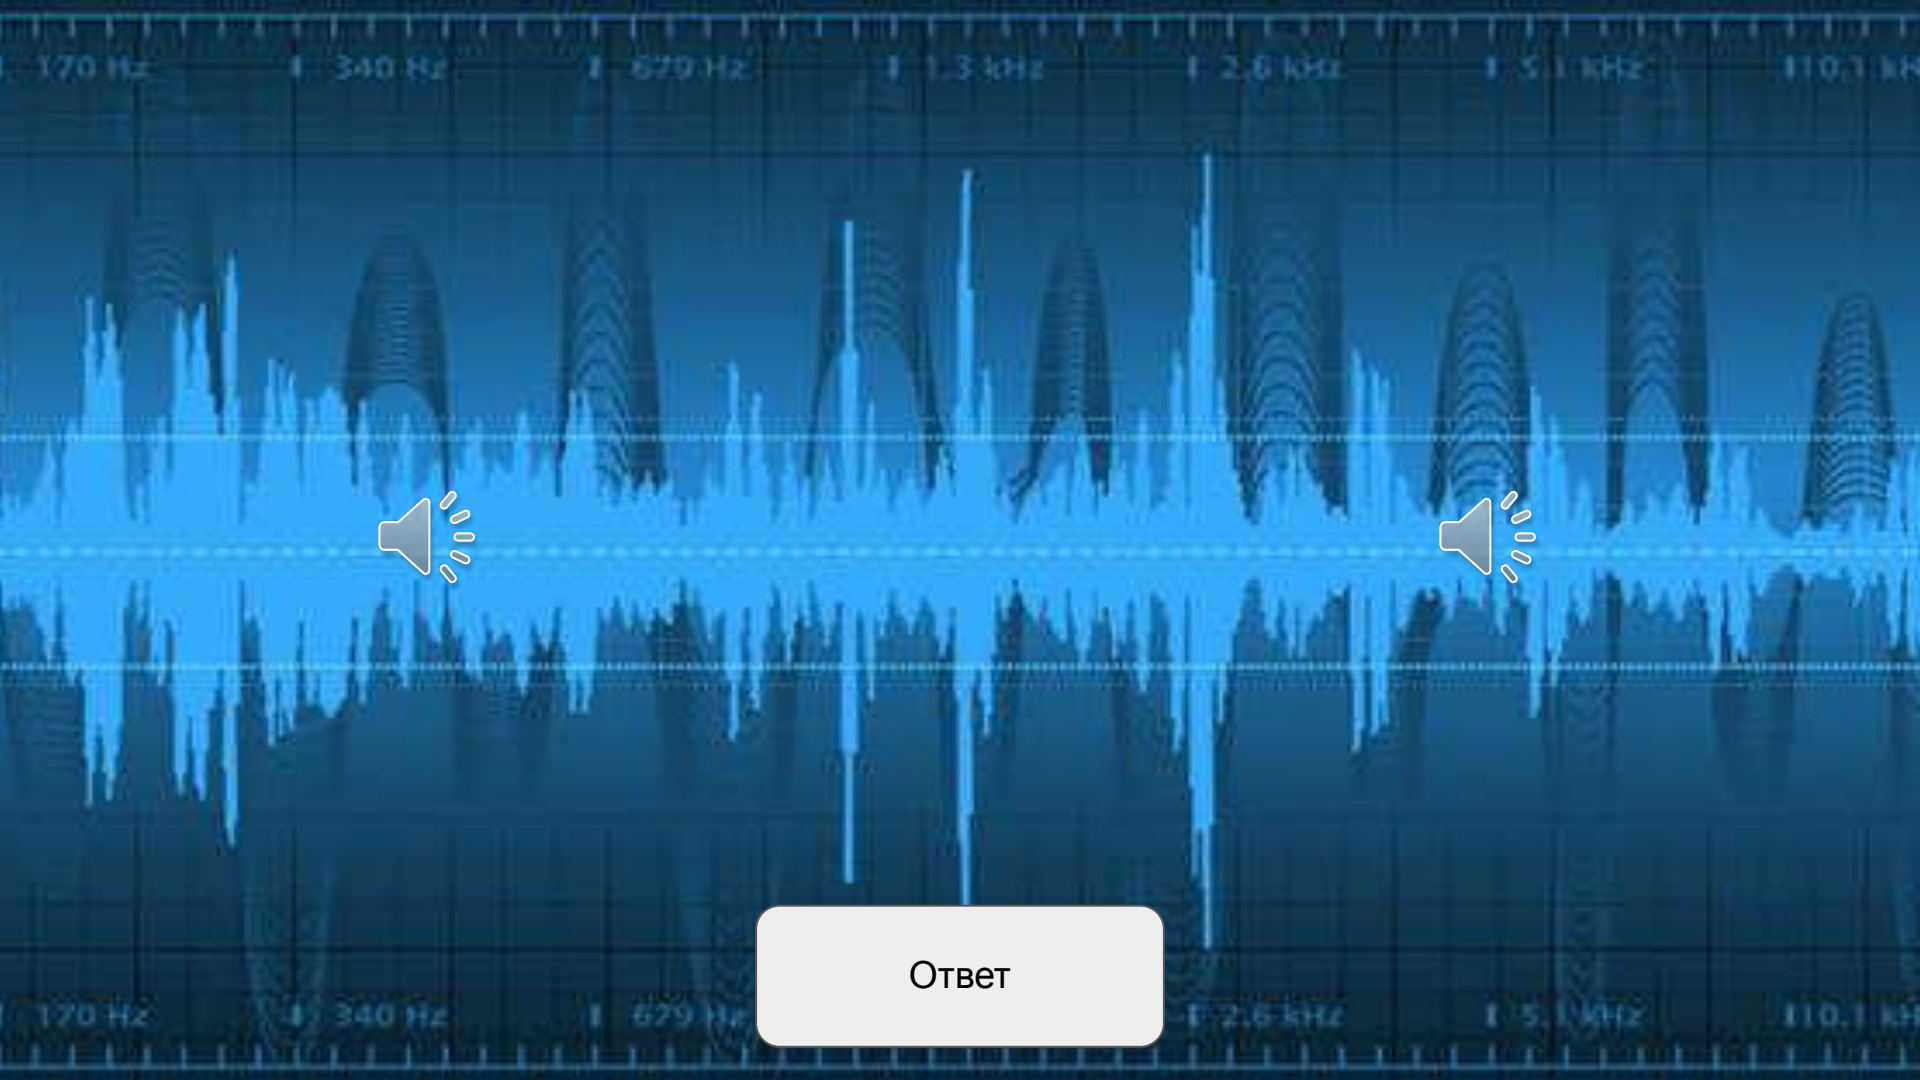 170 Hz 340 Hz 679 Hz 1.3 kHz 2.6 kHz 5.1 kHz 10.1 kH
Ответ
170 Hz 340 Hz 679 Hz 2.6 kHz 5.1 kHz 10.1 kH